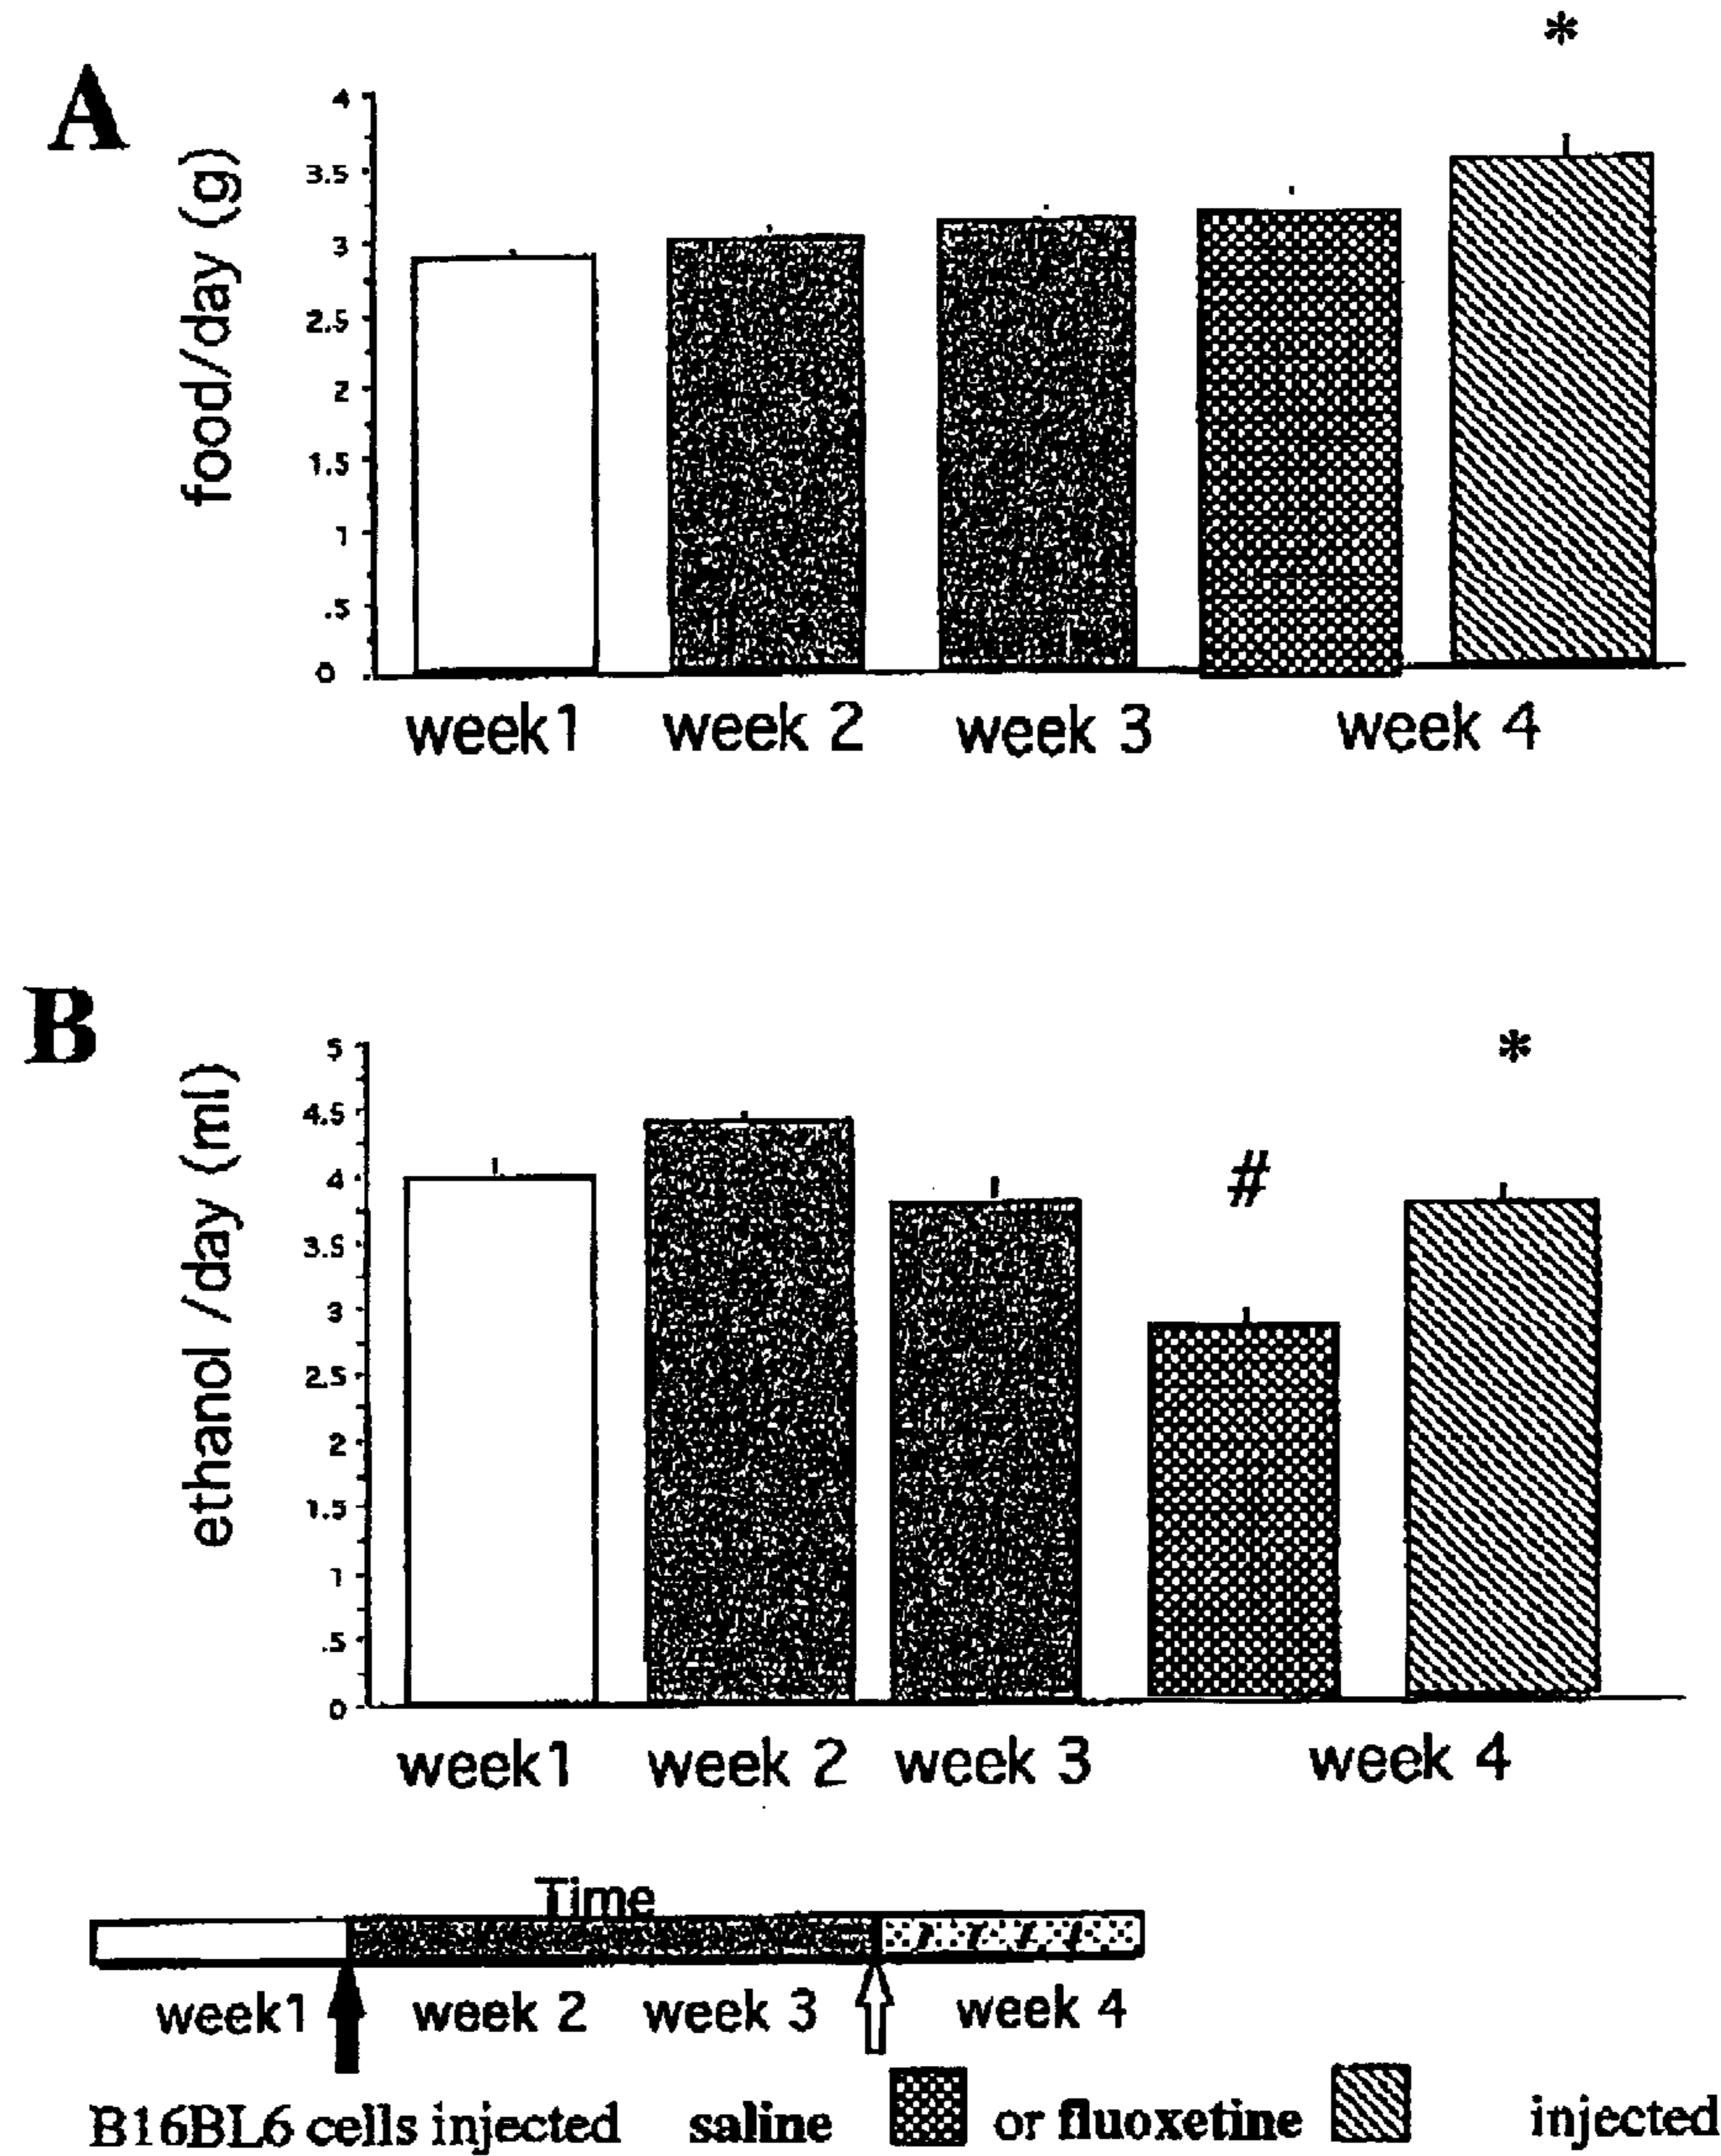 *
A
food/day (g)
4
3.5
3
2.5
2
1.5
1
.5
0
week1 week 2 week 3 week 4
B
ethanol /day (ml)
*
#
5
4.5
4
3.5
3
2.5
2
1.5
1
.5
0
week1 week 2 week 3 week 4
Time
week1 week 2 week 3 week 4
B16BL6 cells injected saline or fluoxetine injected